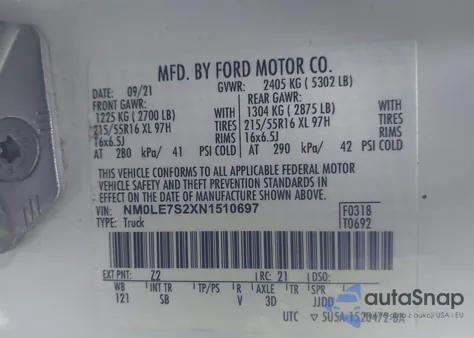 MFD. BY FORD MOTOR CO.
DATE: 09/21 GVWR: 2405 KG ( 5302 LB)
FRONT GAWR: REAR GAWR:
1225 KG ( 2700 LB) WITH 1304 KG ( 2875 LB) WITH
215/55R16 XL 97H TIRES 215/55R16 XL 97H TIRES
16x6.5J RIMS 16x6.5J RIMS
AT 280 kPa/ 41 PSI COLD AT 290 kPa/ 42 PSI COLD
THIS VEHICLE CONFORMS TO ALL APPLICABLE FEDERAL MOTOR
VEHICLE SAFETY AND THEFT PREVENTION STANDARDS IN
EFFECT ON THE DATE OF MANUFACTURE SHOWN ABOVE.
VIN: NM0LE7S2XN1510697 F0318
TYPE: Truck T0692
EXT PNT: Z2 RC: 21 DSO:
WB INT TR TP/PS R AXLE TR SPR
121 SB V 3D JJDD
autoSnap
UTC